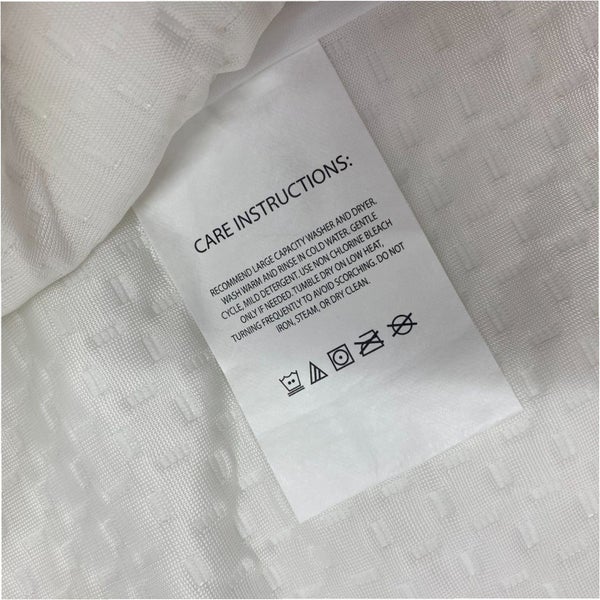 CARE INSTRUCTIONS:
RECOMMEND LARGE CAPACITY WASHER AND DRYER.
WASH WARM AND RINSE IN COLD WATER. GENTLE
CYCLE, MILD DETERGENT. USE NON CHLORINE BLEACH
ONLY IF NEEDED. TUMBLE DRY ON LOW HEAT,
TURNING FREQUENTLY TO AVOID SCORCHING. DO NOT
IRON, STEAM, OR DRY CLEAN.